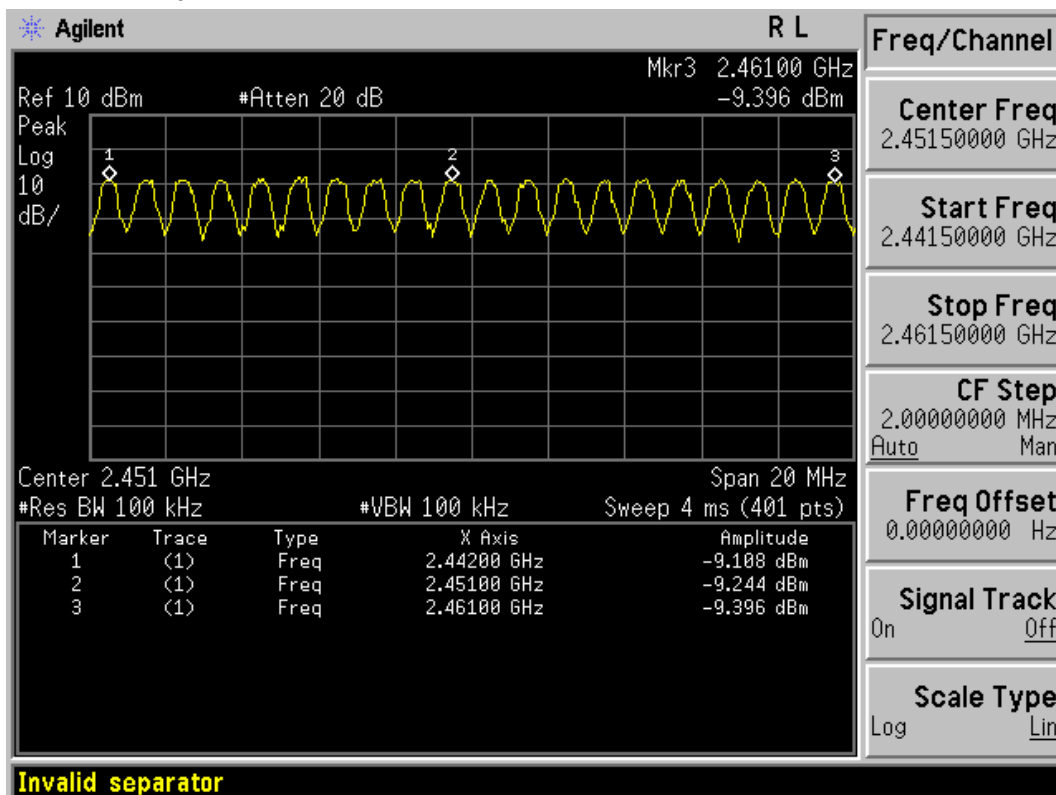 Agilent
R L
Mkr3 2.46100 GHz
Ref 10 dBm #Atten 20 dB -9.396 dBm
Peak
Log
10
dB/
1 2 3
Center 2.451 GHz Span 20 MHz
#Res BW 100 kHz #VBW 100 kHz Sweep 4 ms (401 pts)
Marker Trace Type X Axis Amplitude
1 (1) Freq 2.44200 GHz -9.108 dBm
2 (1) Freq 2.45100 GHz -9.244 dBm
3 (1) Freq 2.46100 GHz -9.396 dBm
Invalid separator
Freq/Channel
Center Freq
2.45150000 GHz
Start Freq
2.44150000 GHz
Stop Freq
2.46150000 GHz
CF Step
2.00000000 MHz
Auto Man
Freq Offset
0.00000000 Hz
Signal Track
On Off
Scale Type
Log Lin